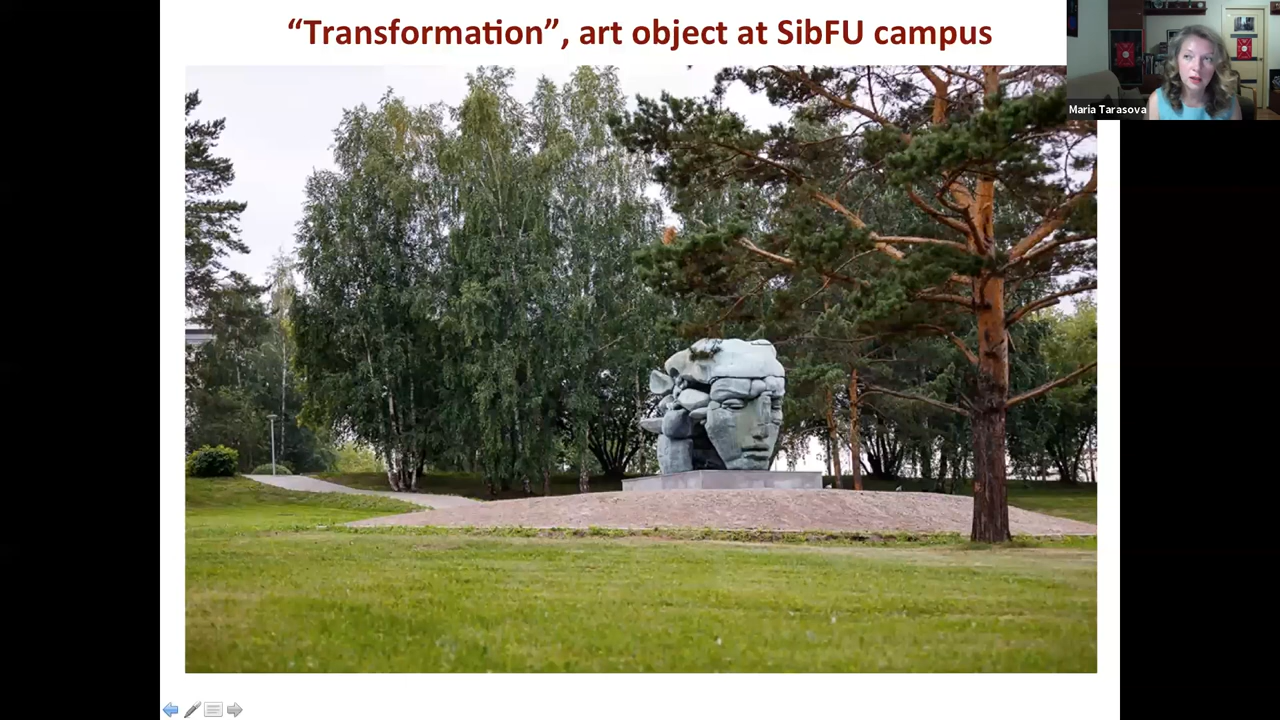 “Transformation”, art object at SibFU campus
Maria Tarasova